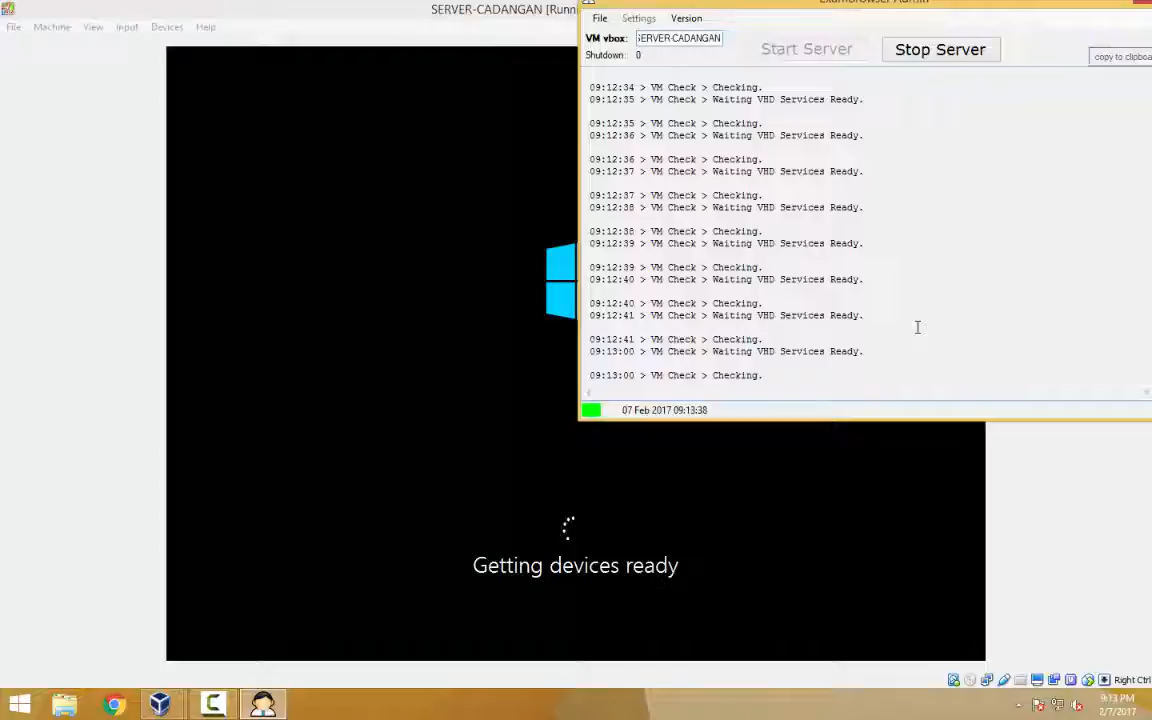 SERVER-CADANGAN [Runn
File Machine View Input Devices Help
ExamBrowser Admin
File Settings Version
VM vbox: SERVER-CADANGAN
Start Server Stop Server
Shutdown: 0
copy to clipboa
09:12:34 > VM Check > Checking.
09:12:35 > VM Check > Waiting VHD Services Ready.
09:12:35 > VM Check > Checking.
09:12:36 > VM Check > Waiting VHD Services Ready.
09:12:36 > VM Check > Checking.
09:12:37 > VM Check > Waiting VHD Services Ready.
09:12:37 > VM Check > Checking.
09:12:38 > VM Check > Waiting VHD Services Ready.
09:12:38 > VM Check > Checking.
09:12:39 > VM Check > Waiting VHD Services Ready.
09:12:39 > VM Check > Checking.
09:12:40 > VM Check > Waiting VHD Services Ready.
09:12:40 > VM Check > Checking.
09:12:41 > VM Check > Waiting VHD Services Ready.
09:12:41 > VM Check > Checking.
09:13:00 > VM Check > Waiting VHD Services Ready.
09:13:00 > VM Check > Checking.
07 Feb 2017 09:13:38
Getting devices ready
Right Ctrl
9:13 PM
2/7/2017